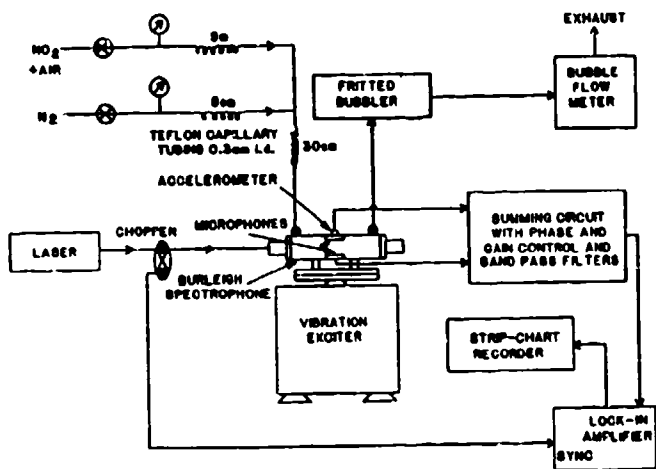 EXHAUST
NO2
+AIR
N2
TEFLON CAPILLARY
TUBING 0.3mm i.d.
30cm
FRITTED
BUBBLER
BUBBLE
FLOW
METER
ACCELEROMETER
MICROPHONES
CHOPPER
LASER
BURLEIGH
SPECTROPHONE
VIBRATION
EXCITER
SUMMING CIRCUIT
WITH PHASE AND
GAIN CONTROL AND
BAND PASS FILTERS
STRIP-CHART
RECORDER
LOCK-IN
AMPLIFIER
SYNC